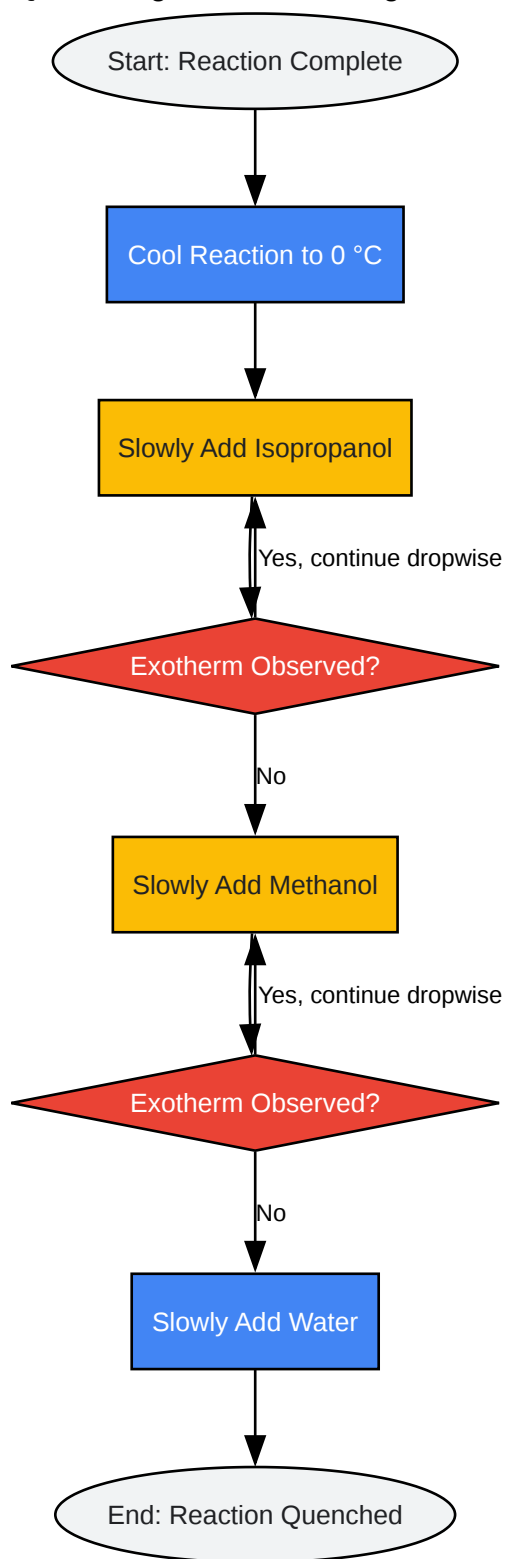 Start: Reaction Complete
Cool Reaction to 0 °C
Slowly Add Isopropanol
Yes, continue dropwise
Exotherm Observed?
No
Slowly Add Methanol
Yes, continue dropwise
Exotherm Observed?
No
Slowly Add Water
End: Reaction Quenched